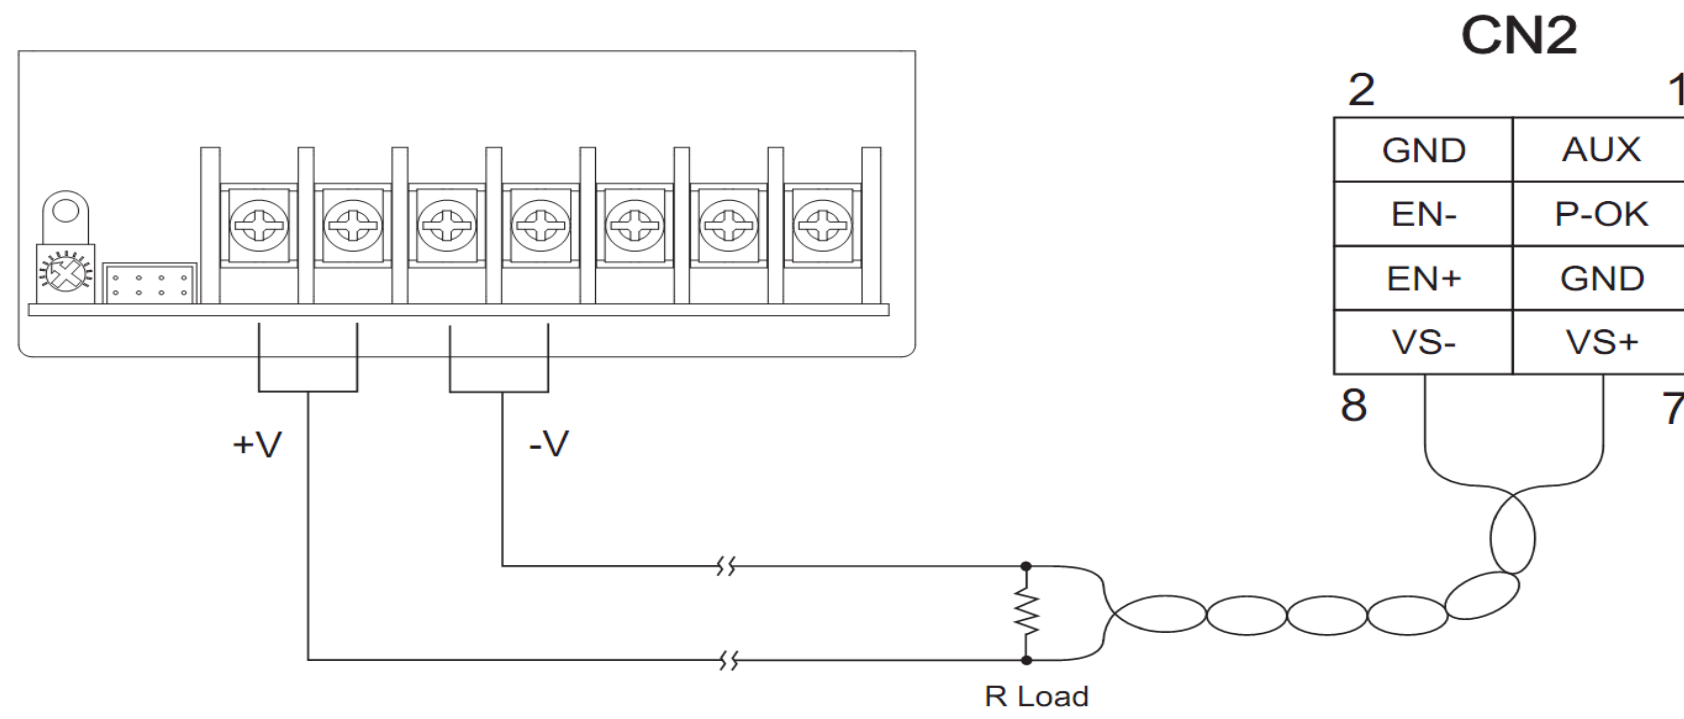 CN2
2 1
GND AUX
EN- P-OK
EN+ GND
VS- VS+
8 7
+V -V
R Load